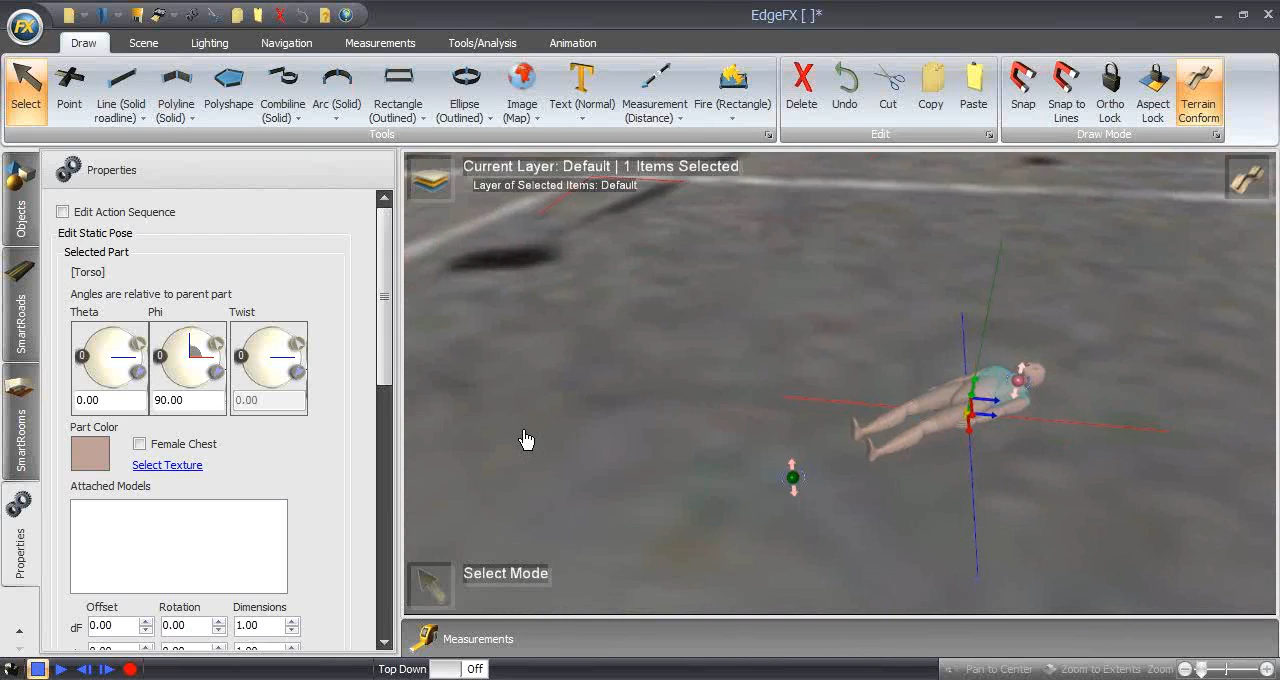 EdgeFX [ ]*
FX
Draw Scene Lighting Navigation Measurements Tools/Analysis Animation
Select Point Line (Solid roadline) Polyline (Solid) Polyshape Combiline (Solid) Arc (Solid) Rectangle (Outlined) Ellipse (Outlined) Image (Map) Text (Normal) Measurement (Distance) Fire (Rectangle) Delete Undo Cut Copy Paste Snap Snap to Lines Ortho Lock Aspect Lock Terrain Conform
Tools Edit Draw Mode
Objects
SmartRoads
SmartRooms
Properties
Properties
Edit Action Sequence
Edit Static Pose
Selected Part
[Torso]
Angles are relative to parent part
Theta Phi Twist
0 0 0
0.00 90.00 0.00
Part Color
Female Chest
Select Texture
Attached Models
Offset Rotation Dimensions
dF 0.00 0.00 1.00
Current Layer: Default | 1 Items Selected
Layer of Selected Items: Default
Select Mode
Measurements
Top Down Off
Pan to Center Zoom to Extents Zoom